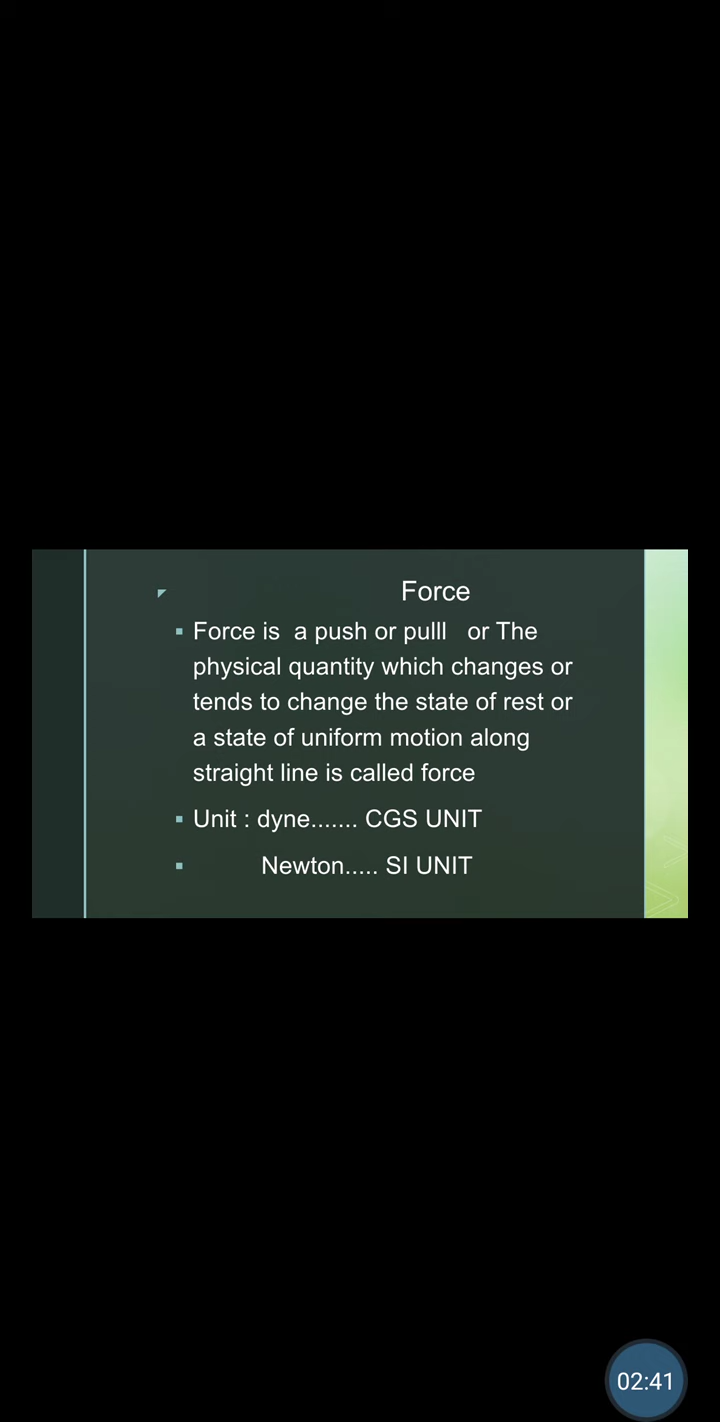 Force
Force is  a push or pulll   or The
physical quantity which changes or
tends to change the state of rest or
a state of uniform motion along
straight line is called force
Unit : dyne....... CGS UNIT
Newton..... SI UNIT
02:41